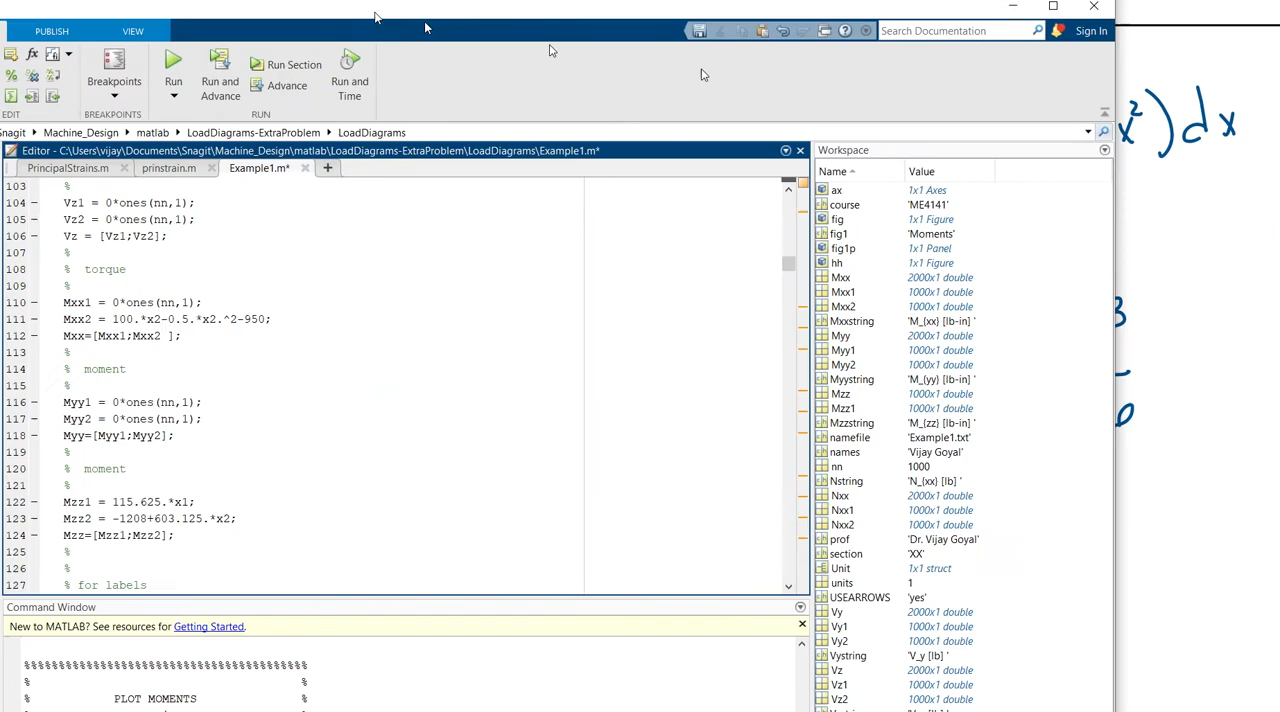 PUBLISH VIEW
Search Documentation Sign In
fx
Breakpoints Run Run and Advance Run Section Advance Run and Time
EDIT BREAKPOINTS RUN
x²) dx
Snagit Machine_Design matlab LoadDiagrams-ExtraProblem LoadDiagrams
Editor - C:\Users\vijay\Documents\Snagit\Machine_Design\matlab\LoadDiagrams-ExtraProblem\LoadDiagrams\Example1.m*
PrincipalStrains.m prinstrain.m Example1.m* +
103 %
104 – Vz1 = 0*ones(nn,1);
105 – Vz2 = 0*ones(nn,1);
106 – Vz = [Vz1;Vz2];
107 %
108 % torque
109 %
110 – Mxx1 = 0*ones(nn,1);
111 – Mxx2 = 100.*x2-0.5.*x2.^2-950;
112 – Mxx=[Mxx1;Mxx2 ];
113 %
114 % moment
115 %
116 – Myy1 = 0*ones(nn,1);
117 – Myy2 = 0*ones(nn,1);
118 – Myy=[Myy1;Myy2];
119 %
120 % moment
121 %
122 – Mzz1 = 115.625.*x1;
123 – Mzz2 = -1208+603.125.*x2;
124 – Mzz=[Mzz1;Mzz2];
125 %
126 %
127 % for labels
Command Window
New to MATLAB? See resources for Getting Started.
%%%%%%%%%%%%%%%%%%%%%%%%%%%%%%%%%%%%%%%%%
% %
% PLOT MOMENTS %
Workspace
Name Value
ax 1x1 Axes
course 'ME4141'
fig 1x1 Figure
fig1 'Moments'
fig1p 1x1 Panel
hh 1x1 Figure
Mxx 2000x1 double
Mxx1 1000x1 double
Mxx2 1000x1 double
Mxxstring 'M_{xx} [lb-in] '
Myy 2000x1 double
Myy1 1000x1 double
Myy2 1000x1 double
Myystring 'M_{yy} [lb-in] '
Mzz 2000x1 double
Mzz1 1000x1 double
Mzzstring 'M_{zz} [lb-in] '
namefile 'Example1.txt'
names 'Vijay Goyal'
nn 1000
Nstring 'N_{xx} [lb] '
Nxx 2000x1 double
Nxx1 1000x1 double
Nxx2 1000x1 double
prof 'Dr. Vijay Goyal'
section 'XX'
Unit 1x1 struct
units 1
USEARROWS 'yes'
Vy 2000x1 double
Vy1 1000x1 double
Vy2 1000x1 double
Vystring 'V_y [lb] '
Vz 2000x1 double
Vz1 1000x1 double
Vz2 1000x1 double